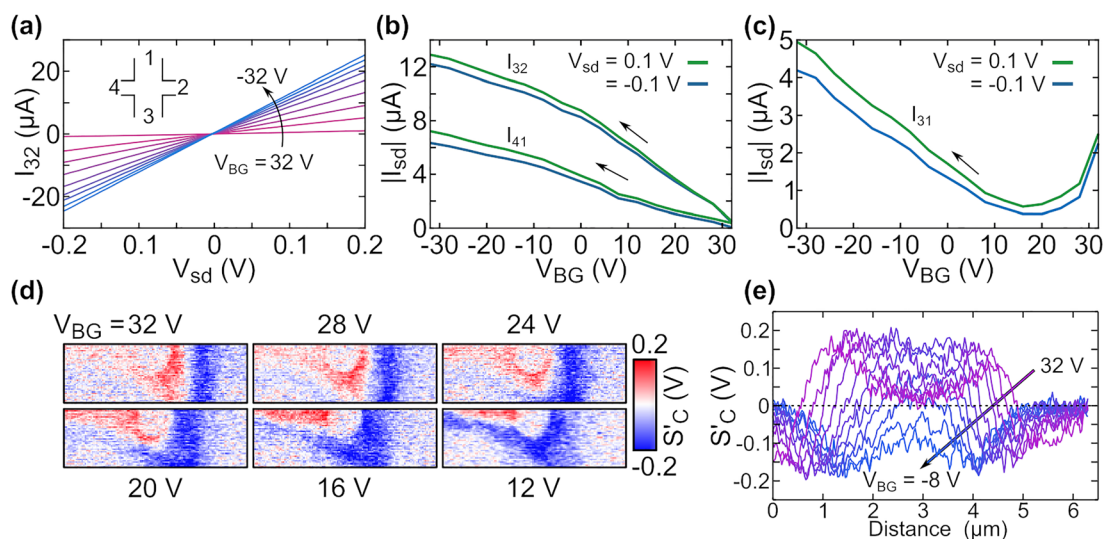 (a)
I32 (µA)
20
0
-20
1
4 2
3
-32 V
VBG = 32 V
-0.2 0.1 0 0.1 0.2
Vsd (V)
(b)
|Isd| (µA)
12
8
4
0
I32
I41
Vsd = 0.1 V
= -0.1 V
-30 -20 -10 0 10 20 30
VBG (V)
(c)
|Isd| (µA)
5
4
3
2
1
0
Vsd = 0.1 V
= -0.1 V
I31
-30 -20 -10 0 10 20 30
VBG (V)
(d)
VBG = 32 V 28 V 24 V
20 V 16 V 12 V
0.2
-0.2
S'C (V)
(e)
S'C (V)
0.2
0.1
0
-0.1
-0.2
32 V
VBG = -8 V
0 1 2 3 4 5 6
Distance (µm)